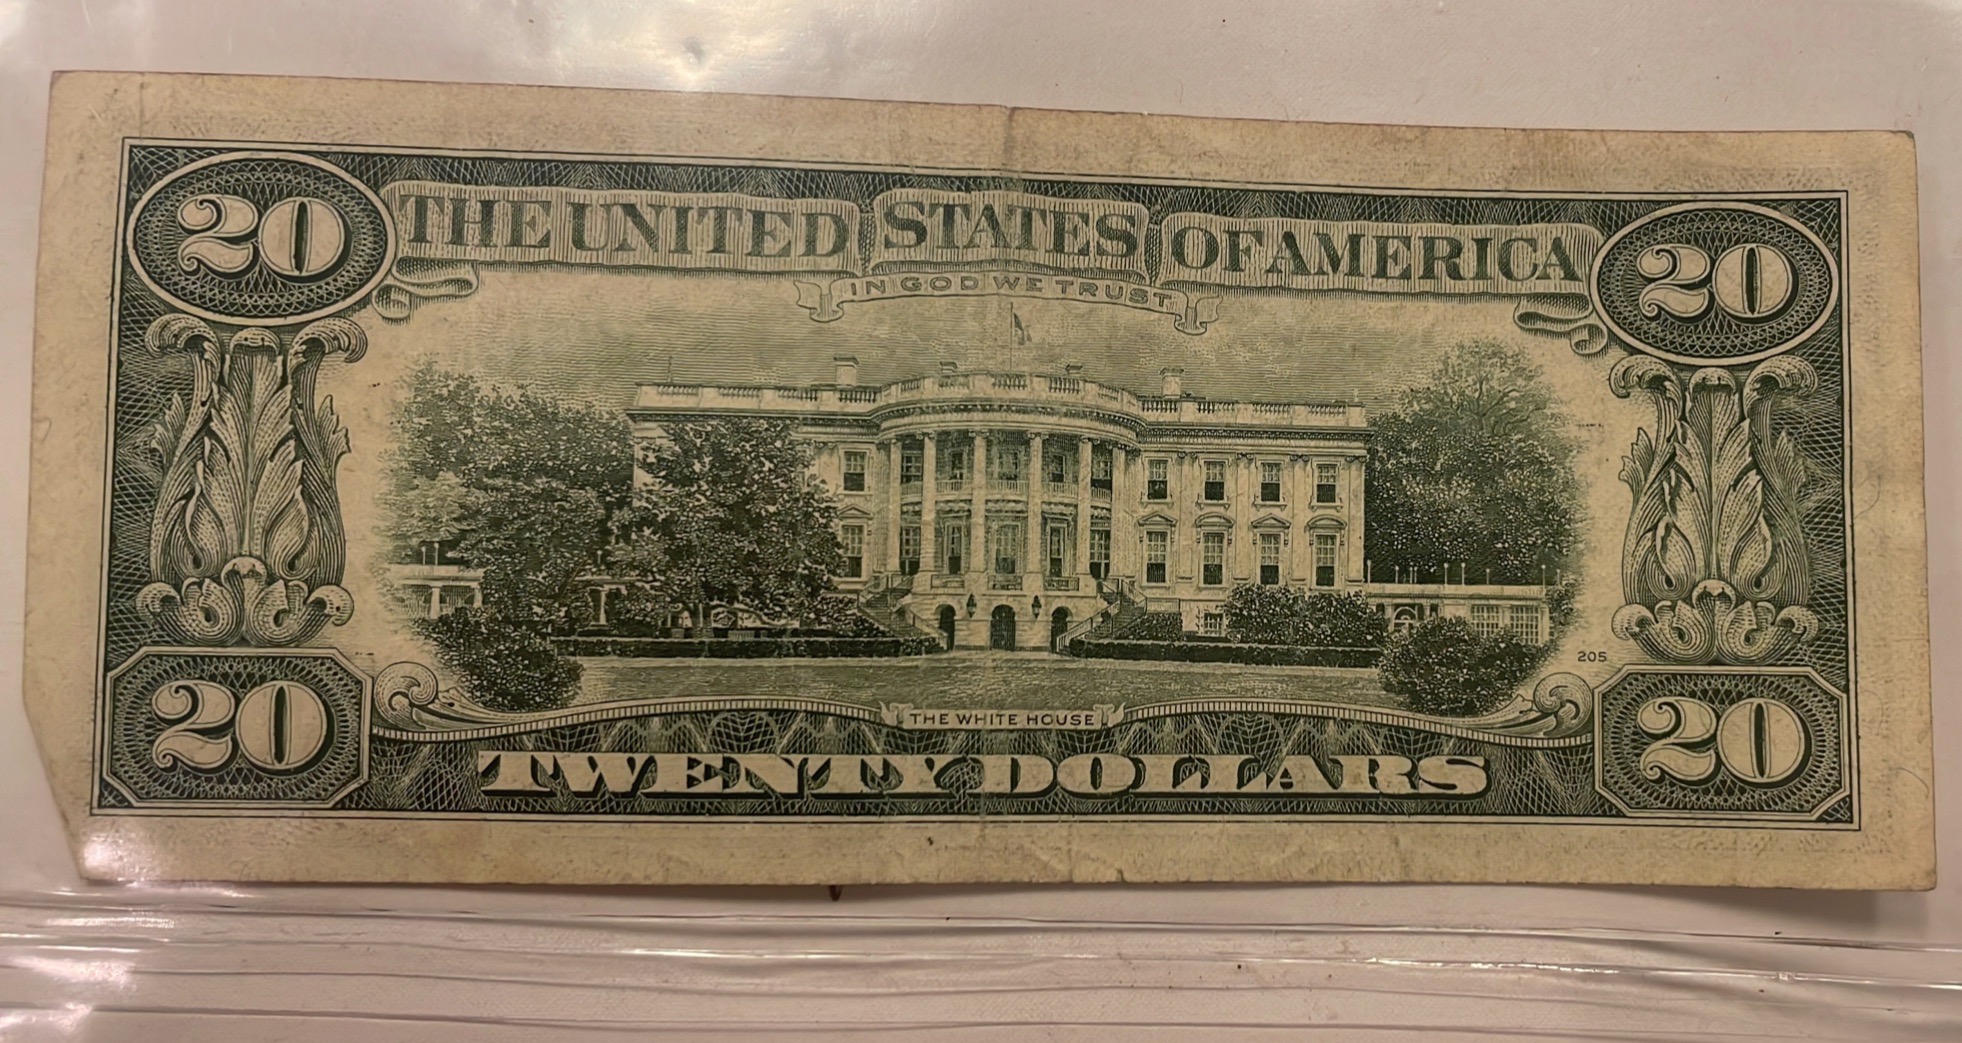 20 THE UNITED STATES OF AMERICA 20
IN GOD WE TRUST
205
THE WHITE HOUSE
20 TWENTY DOLLARS 20